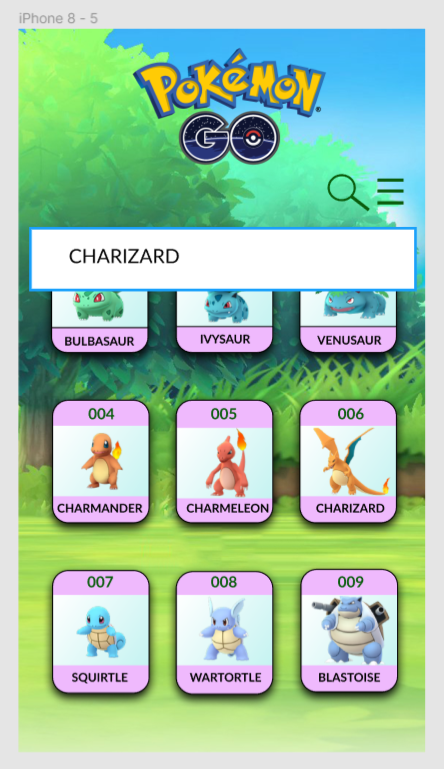 iPhone 8 - 5
POKéMON
GO
CHARIZARD
BULBASAUR IVYSAUR VENUSAUR
004 005 006
CHARMANDER CHARMELEON CHARIZARD
007 008 009
SQUIRTLE WARTORTLE BLASTOISE